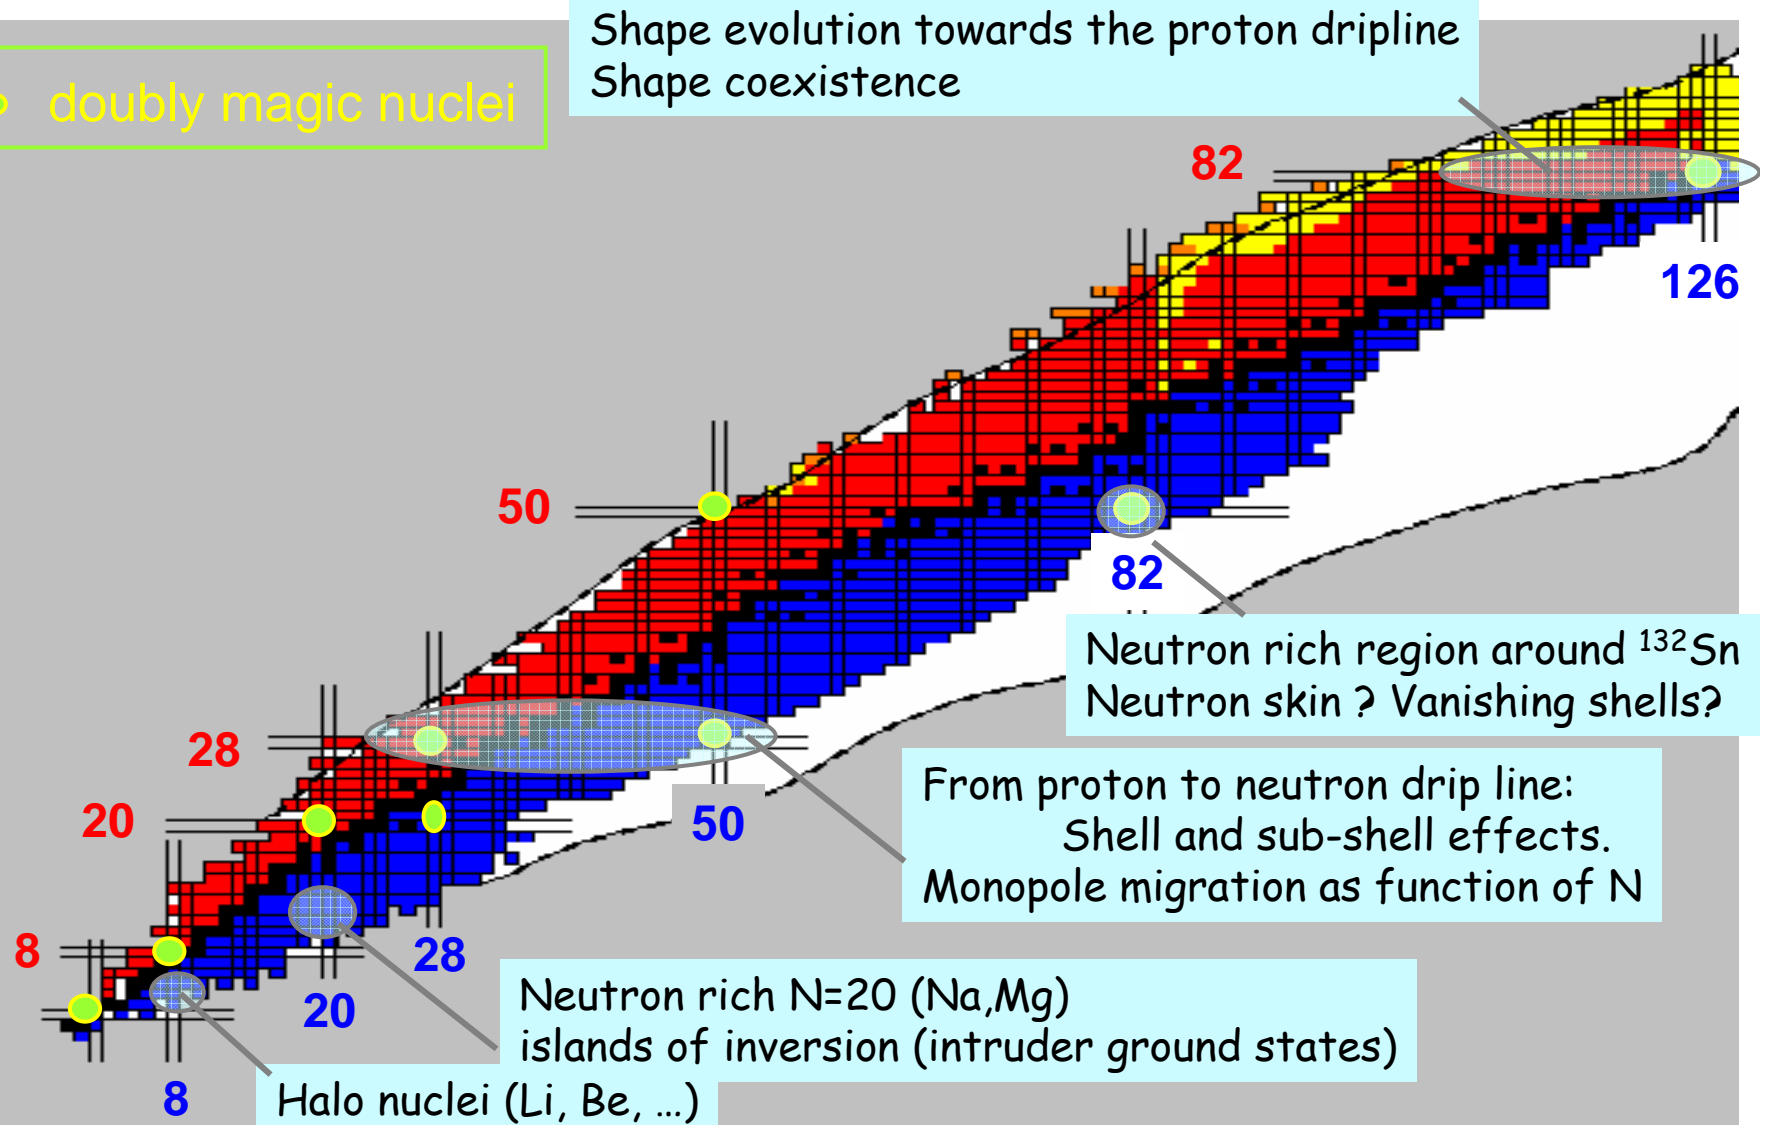 Shape evolution towards the proton dripline
Shape coexistence
doubly magic nuclei
82
126
50
82
Neutron rich region around ¹³²Sn
Neutron skin ? Vanishing shells?
28
From proton to neutron drip line:
Shell and sub-shell effects.
Monopole migration as function of N
20
50
8
28
Neutron rich N=20 (Na,Mg)
islands of inversion (intruder ground states)
20
Halo nuclei (Li, Be, ...)
8